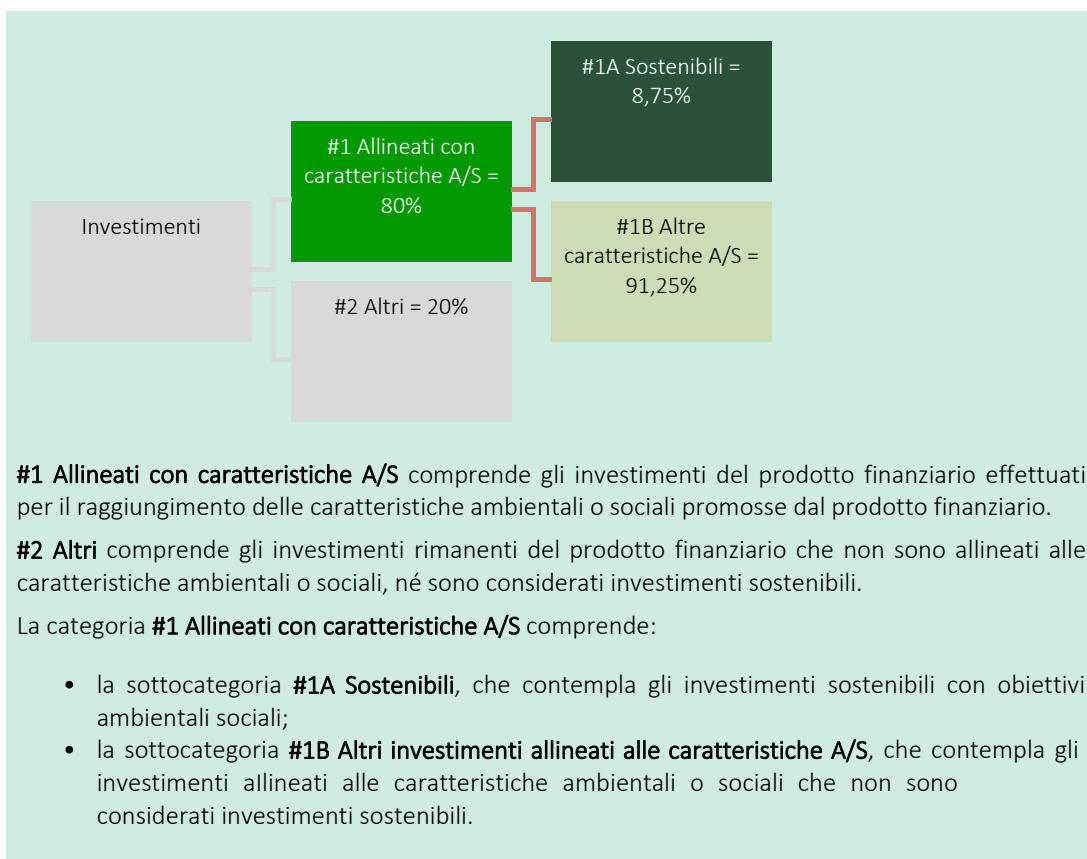 #1A Sostenibili =
8,75%
#1 Allineati con
caratteristiche A/S =
80%
Investimenti
#1B Altre
caratteristiche A/S =
91,25%
#2 Altri = 20%
#1 Allineati con caratteristiche A/S comprende gli investimenti del prodotto finanziario effettuati
per il raggiungimento delle caratteristiche ambientali o sociali promosse dal prodotto finanziario.
#2 Altri comprende gli investimenti rimanenti del prodotto finanziario che non sono allineati alle
caratteristiche ambientali o sociali, né sono considerati investimenti sostenibili.
La categoria #1 Allineati con caratteristiche A/S comprende:
• la sottocategoria #1A Sostenibili, che contempla gli investimenti sostenibili con obiettivi
ambientali sociali;
• la sottocategoria #1B Altri investimenti allineati alle caratteristiche A/S, che contempla gli
investimenti allineati alle caratteristiche ambientali o sociali che non sono
considerati investimenti sostenibili.